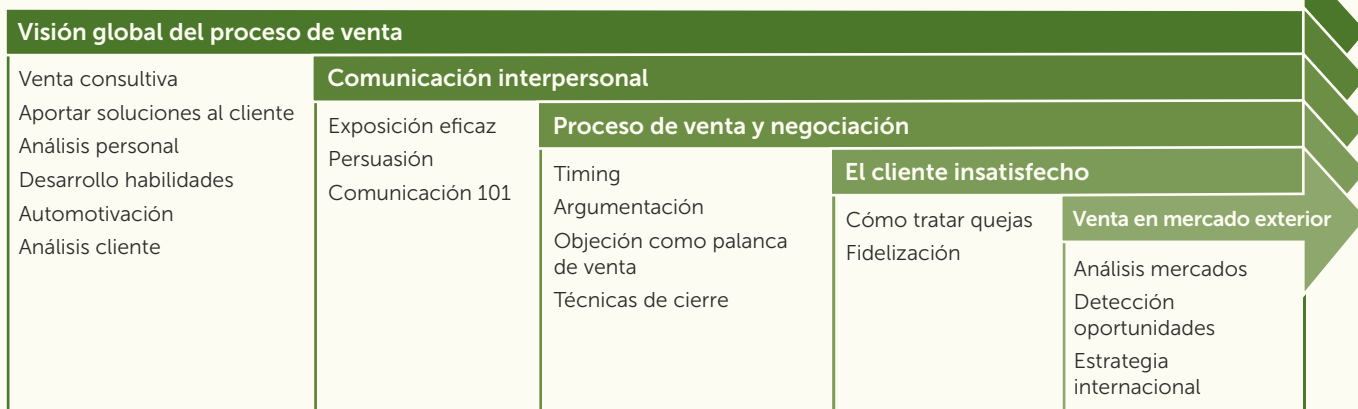 Visión global del proceso de venta
Venta consultiva
Aportar soluciones al cliente
Análisis personal
Desarrollo habilidades
Automotivación
Análisis cliente
Comunicación interpersonal
Exposición eficaz
Persuasión
Comunicación 101
Proceso de venta y negociación
Timing
Argumentación
Objeción como palanca
de venta
Técnicas de cierre
El cliente insatisfecho
Cómo tratar quejas
Fidelización
Venta en mercado exterior
Análisis mercados
Detección
oportunidades
Estrategia
internacional